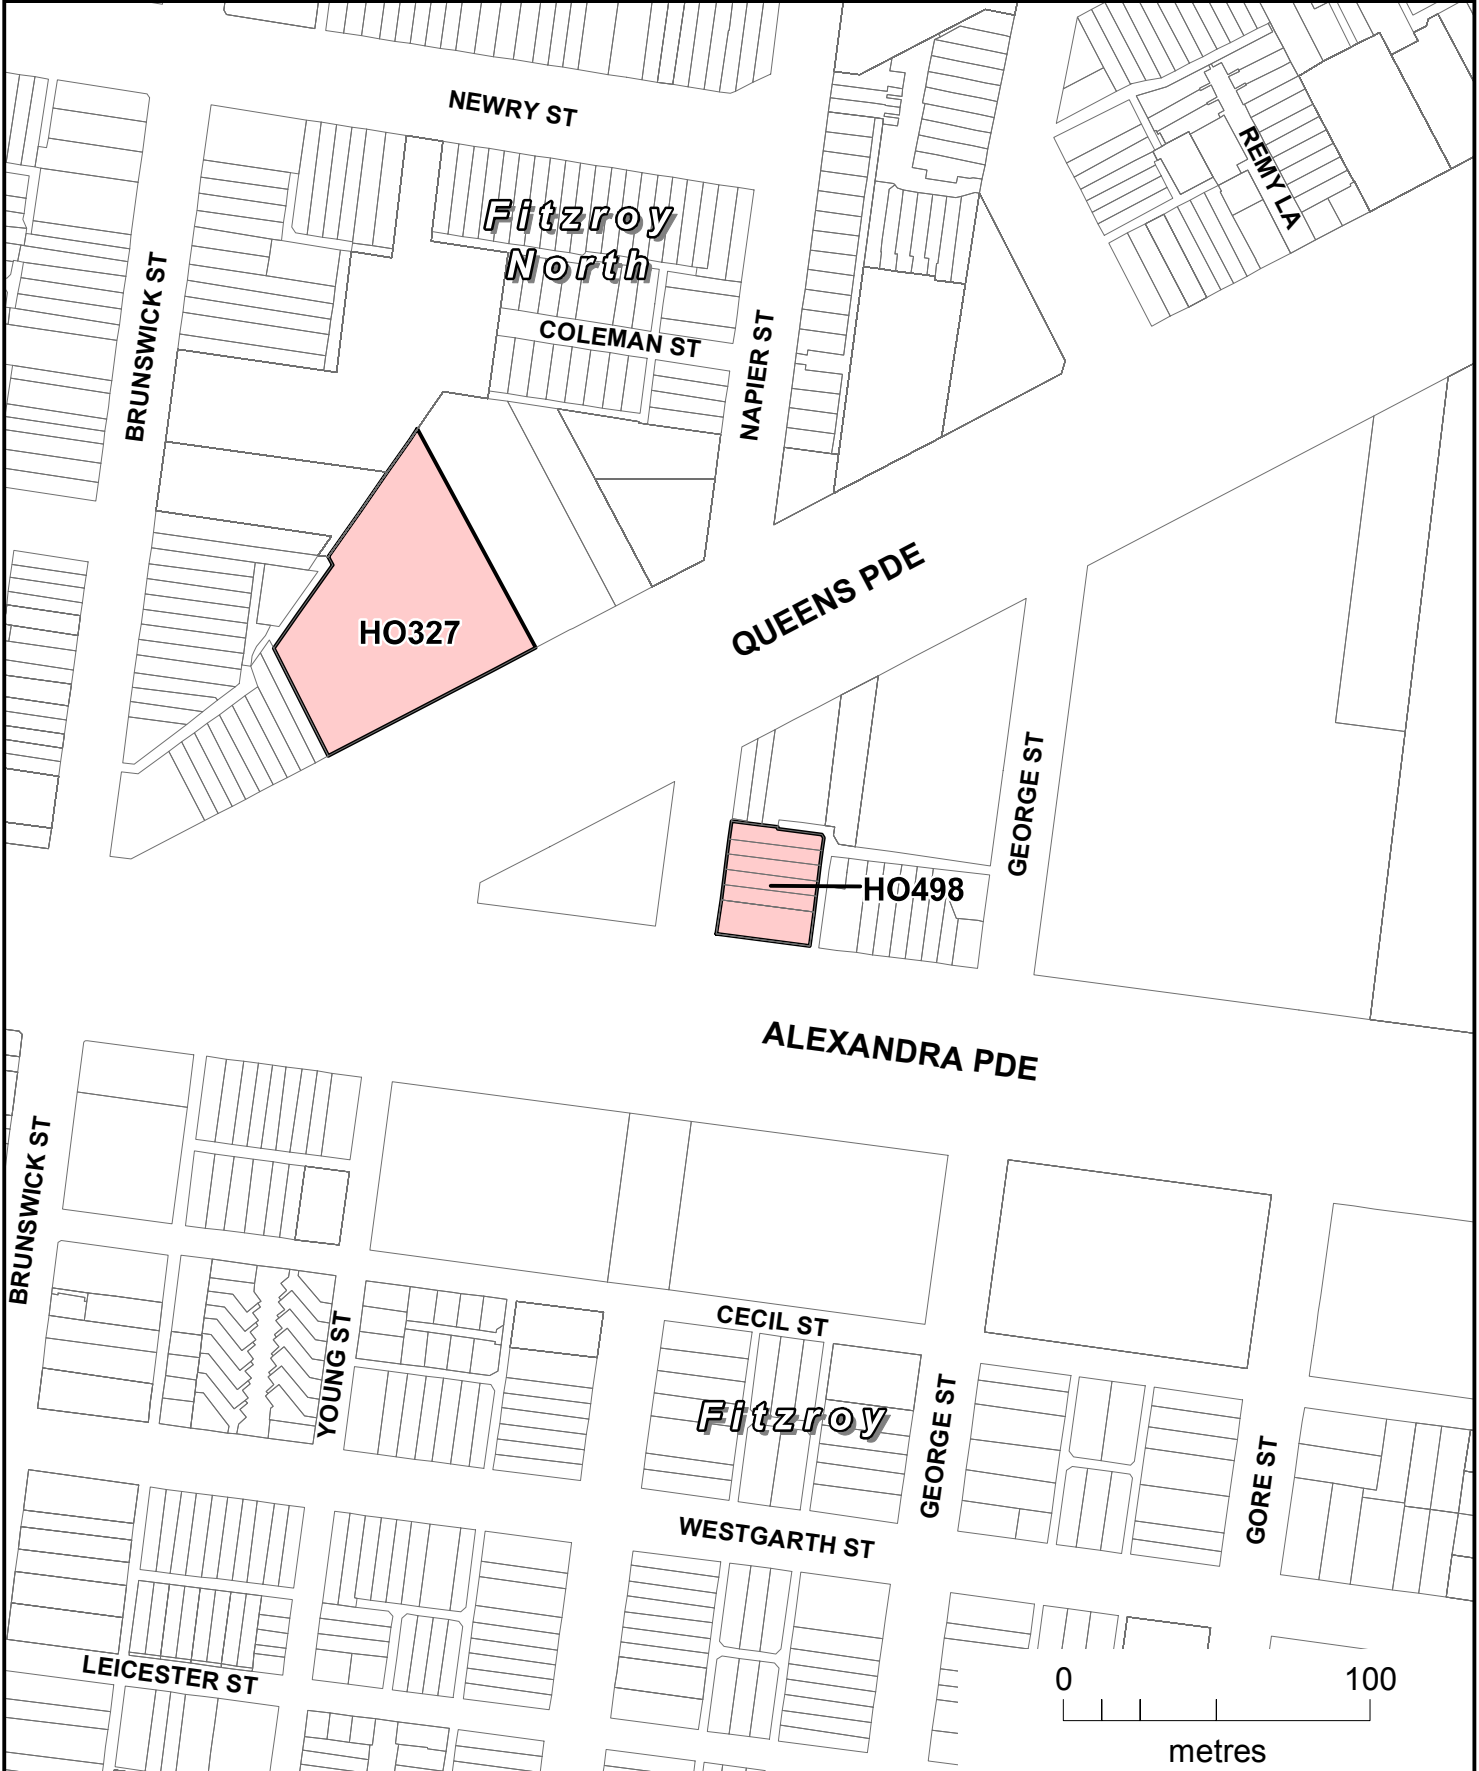 NEWRY ST
REMY LA
Fitzroy
North
BRUNSWICK ST
COLEMAN ST
NAPIER ST
QUEENS PDE
HO327
GEORGE ST
HO498
ALEXANDRA PDE
BRUNSWICK ST
CECIL ST
YOUNG ST
Fitzroy
GEORGE ST
GORE ST
WESTGARTH ST
LEICESTER ST
0 100
metres